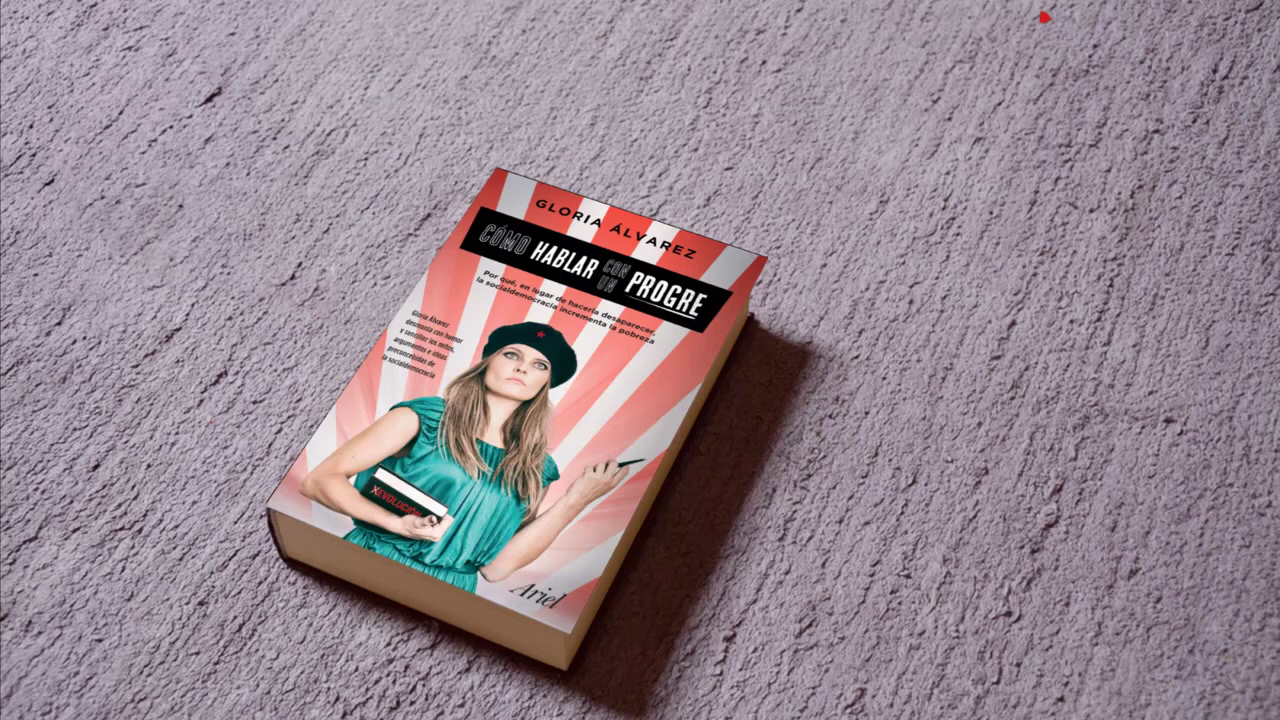 GLORIA ÁLVAREZ
CÓMO HABLAR CON UN PROGRE
Por qué, en lugar de hacerla desaparecer,
la socialdemocracia incrementa la pobreza
Gloria Álvarez
desmonta con humor
y sencillez los mitos,
argumentos e ideas
preconcebidas de
la socialdemocracia
REVOLUCIÓN
Ariel